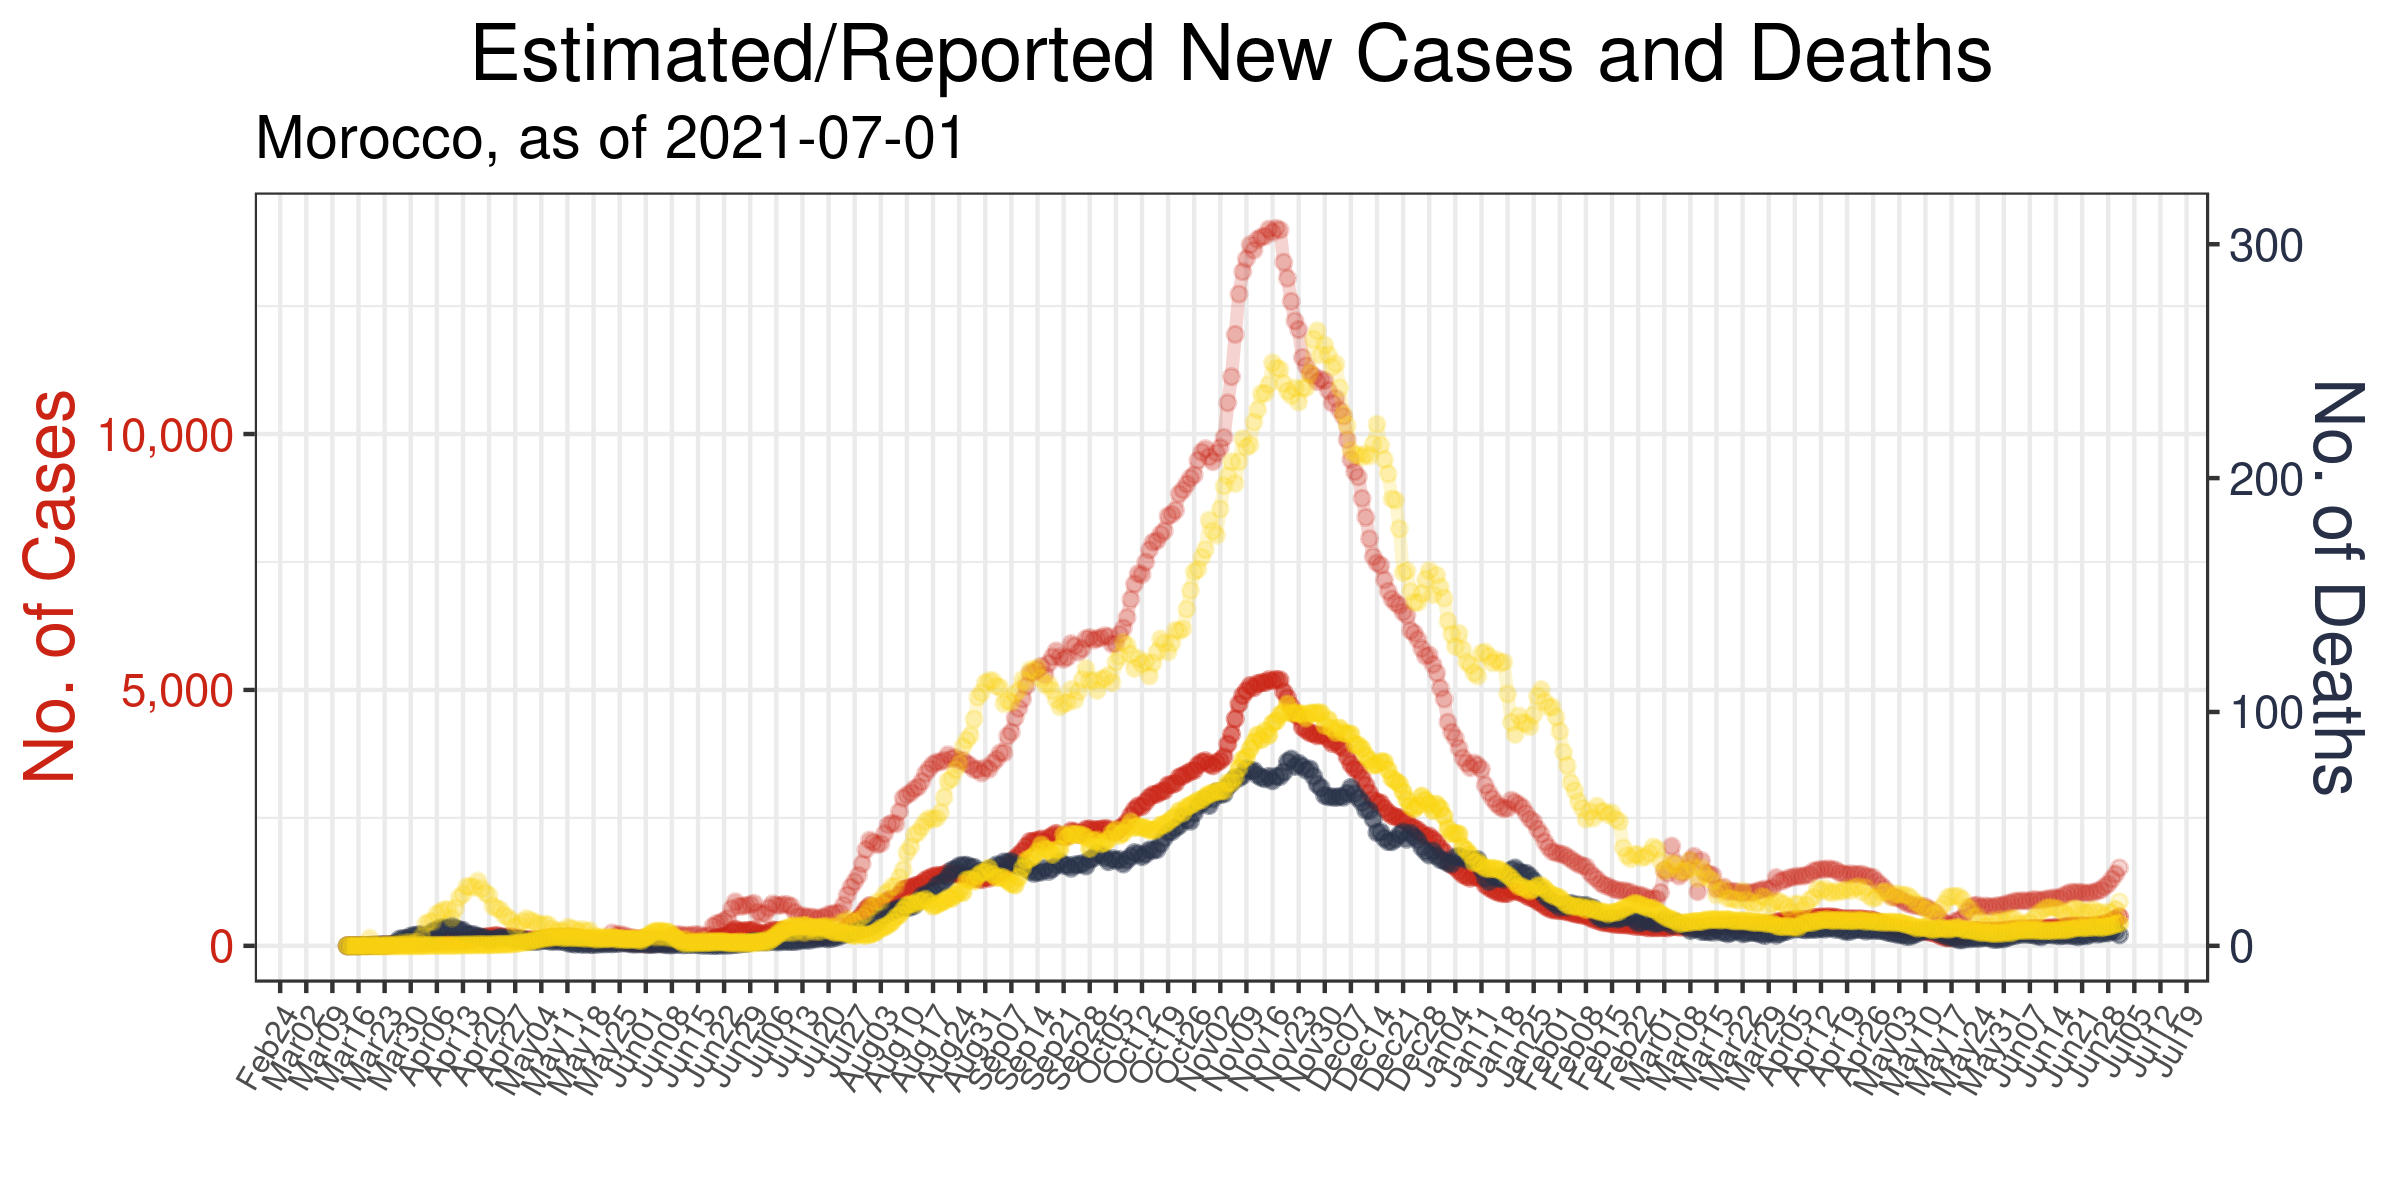 Estimated/Reported New Cases and Deaths
Morocco, as of 2021-07-01
No. of Cases
10,000
5,000
0
300
200
100
0
No. of Deaths
Feb24
Mar02
Mar09
Mar16
Mar23
Mar30
Apr06
Apr13
Apr20
Apr27
May04
May11
May18
May25
Jun01
Jun08
Jun15
Jun22
Jun29
Jul06
Jul13
Jul20
Jul27
Aug03
Aug10
Aug17
Aug24
Aug31
Sep07
Sep14
Sep21
Sep28
Oct05
Oct12
Oct19
Oct26
Nov02
Nov09
Nov16
Nov23
Nov30
Dec07
Dec14
Dec21
Dec28
Jan04
Jan11
Jan18
Jan25
Feb01
Feb08
Feb15
Feb22
Mar01
Mar08
Mar15
Mar22
Mar29
Apr05
Apr12
Apr19
Apr26
May03
May10
May17
May24
May31
Jun07
Jun14
Jun21
Jun28
Jul05
Jul12
Jul19